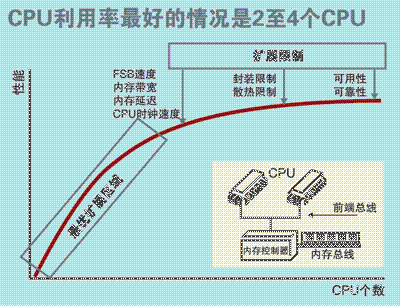 CPU利用率最好的情况是2至4个CPU
扩展限制
性能
FSB速度
内存带宽
内存延迟
CPU时钟速度
封装限制
散热限制
可用性
可靠性
最优扩展区域
CPU
前端总线
内存控制器
内存总线
CPU个数